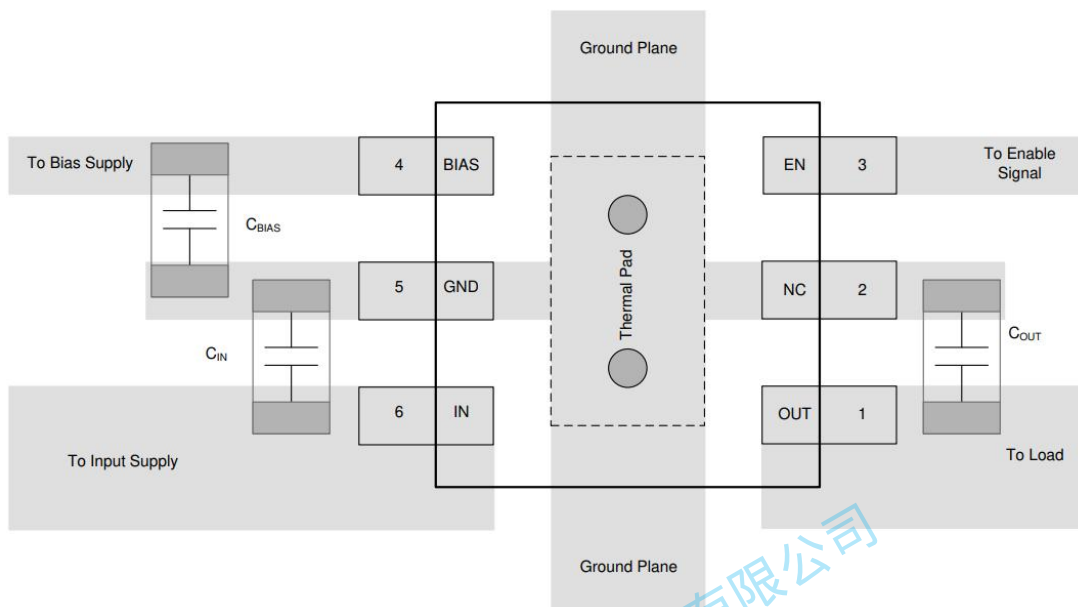 Ground Plane
To Bias Supply
4
BIAS
EN
3
To Enable
Signal
CBIAS
5
GND
Thermal Pad
NC
2
CIN
COUT
6
IN
OUT
1
To Input Supply
To Load
Ground Plane
有限公司